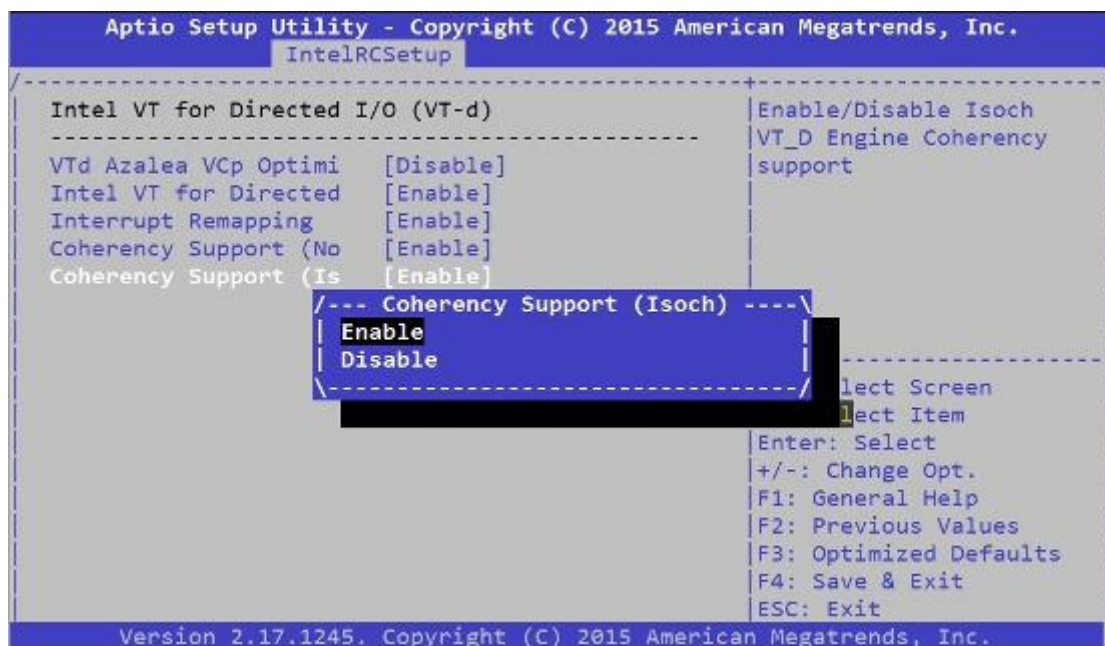 Aptio Setup Utility - Copyright (C) 2015 American Megatrends, Inc.
IntelRCSetup
Intel VT for Directed I/O (VT-d)
VTd Azalea VCp Optimi [Disable]
Intel VT for Directed [Enable]
Interrupt Remapping [Enable]
Coherency Support (No [Enable]
Coherency Support (Is [Enable]
Enable/Disable Isoch
VT_D Engine Coherency
support
/--- Coherency Support (Isoch) ----\
Enable
Disable
lect Screen
lect Item
Enter: Select
+/-: Change Opt.
F1: General Help
F2: Previous Values
F3: Optimized Defaults
F4: Save & Exit
ESC: Exit
Version 2.17.1245. Copyright (C) 2015 American Megatrends, Inc.